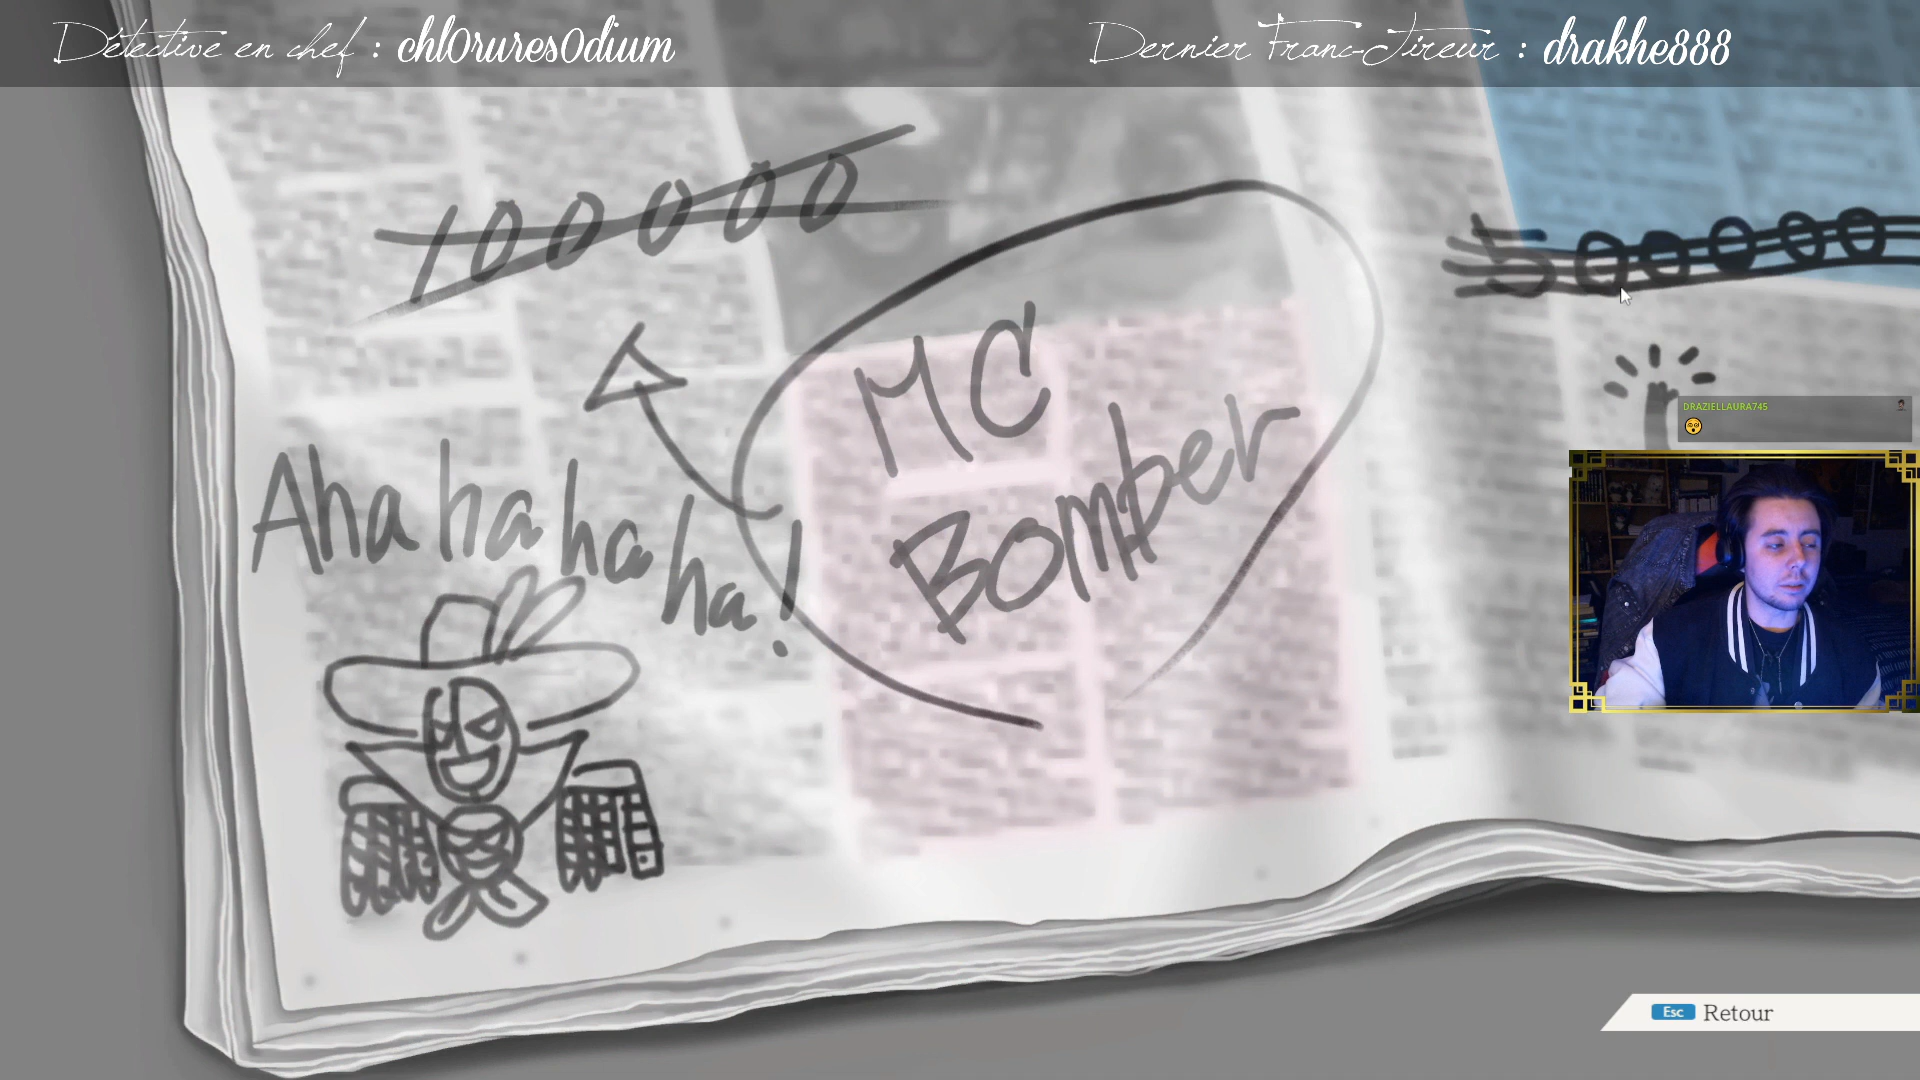 Détective en chef : chl0rures0dium
Dernier Franc-Tireur : drakhe888
100000
500000
MC
Bomber
Ahahahaha!
DRAZIELLAURA745
Esc Retour